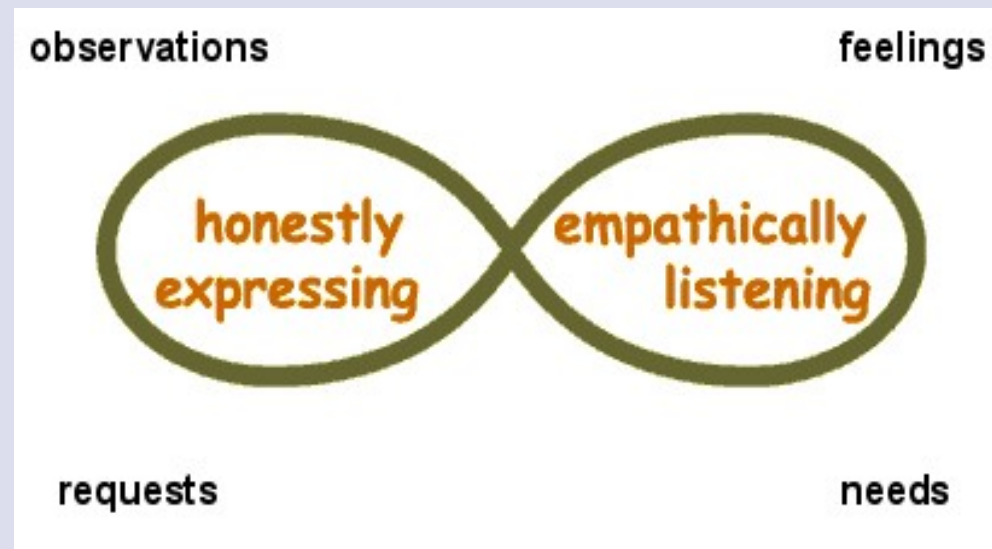 observations
feelings
honestly
expressing
empathically
listening
requests
needs